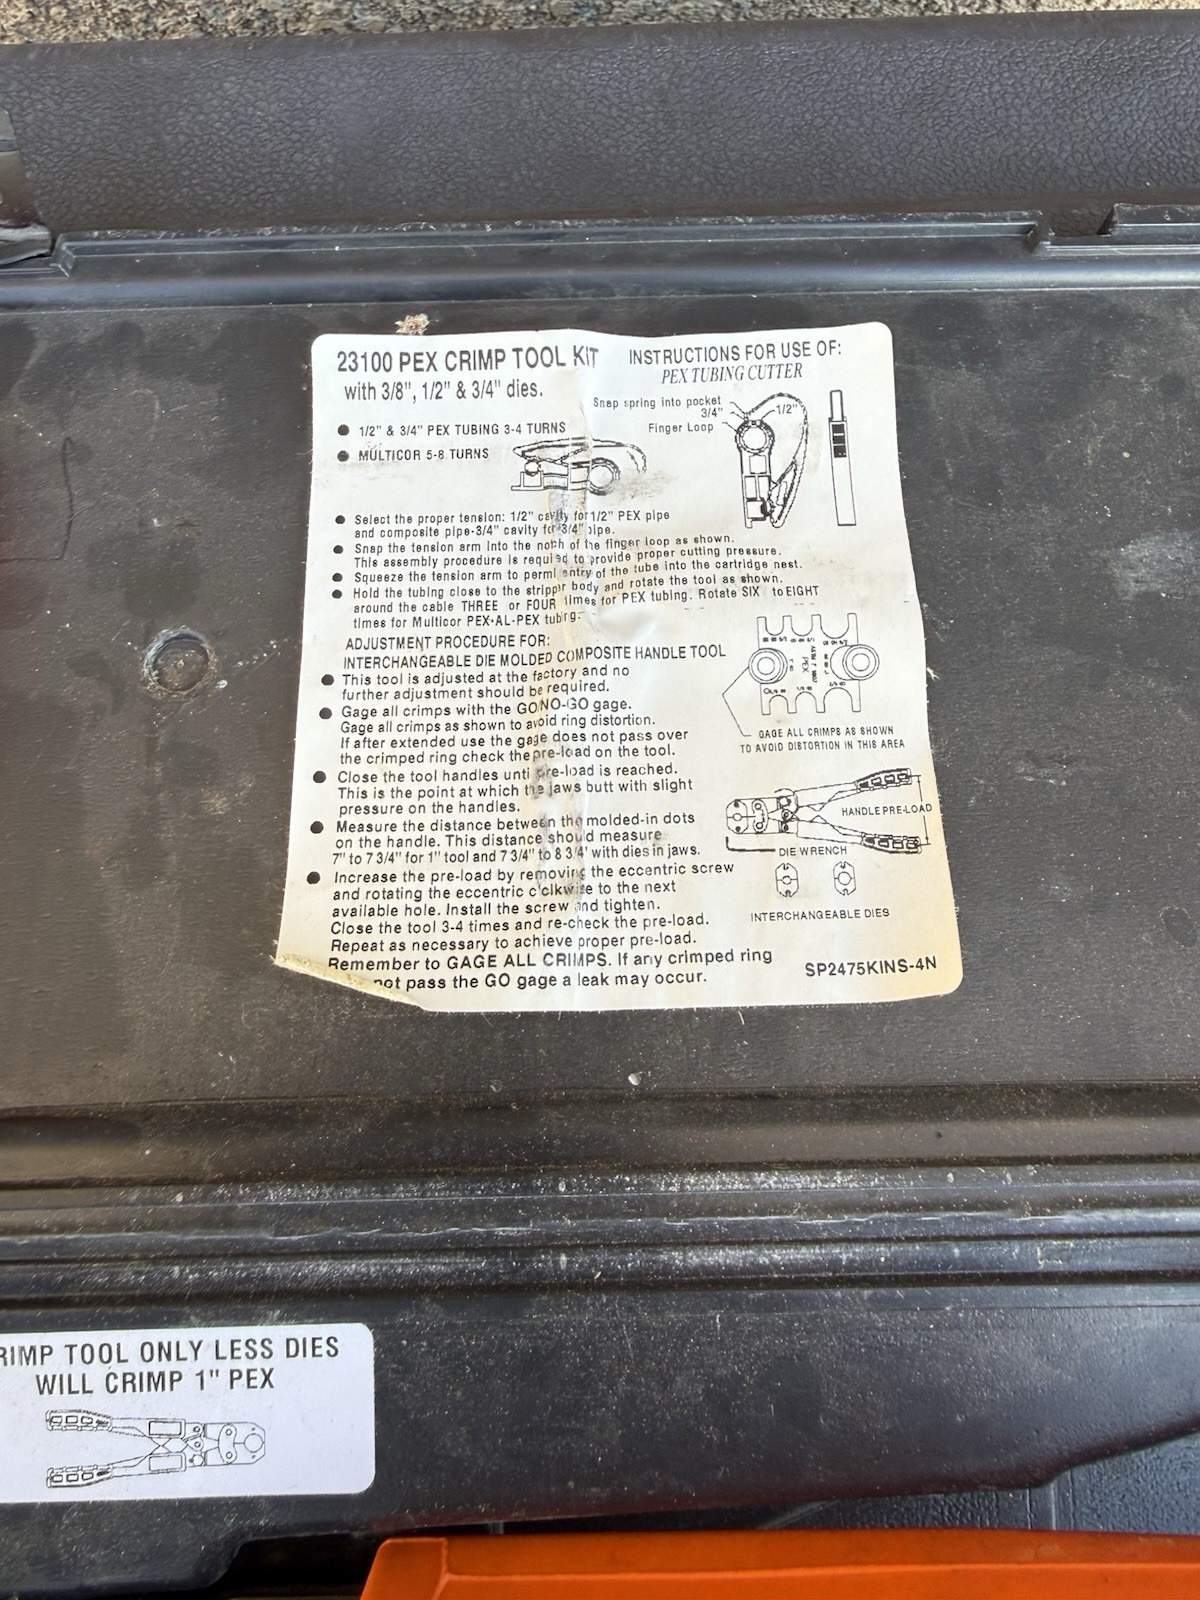 23100 PEX CRIMP TOOL KIT
with 3/8", 1/2" & 3/4" dies.
INSTRUCTIONS FOR USE OF:
PEX TUBING CUTTER
Snap spring into pocket
3/4"
1/2"
Finger Loop
● 1/2" & 3/4" PEX TUBING 3-4 TURNS
● MULTICOR 5-8 TURNS
● Select the proper tension: 1/2" cavity for 1/2" PEX pipe
and composite pipe-3/4" cavity for 3/4" pipe.
● Snap the tension arm into the notch of the finger loop as shown.
This assembly procedure is required to provide proper cutting pressure.
● Squeeze the tension arm to permi entry of the tube into the cartridge nest.
● Hold the tubing close to the stripper body and rotate the tool as shown.
around the cable THREE or FOUR times for PEX tubing. Rotate SIX to EIGHT
times for Multicor PEX-AL-PEX tubing.
ADJUSTMENT PROCEDURE FOR:
INTERCHANGEABLE DIE MOLDED COMPOSITE HANDLE TOOL
● This tool is adjusted at the factory and no
further adjustment should be required.
● Gage all crimps with the GO/NO-GO gage.
Gage all crimps as shown to avoid ring distortion.
If after extended use the gage does not pass over
the crimped ring check the pre-load on the tool.
● Close the tool handles until pre-load is reached.
This is the point at which the jaws butt with slight
pressure on the handles.
● Measure the distance between the molded-in dots
on the handle. This distance should measure
7" to 7 3/4" for 1" tool and 7 3/4" to 8 3/4" with dies in jaws.
● Increase the pre-load by removing the eccentric screw
and rotating the eccentric c'clkwise to the next
available hole. Install the screw and tighten.
Close the tool 3-4 times and re-check the pre-load.
Repeat as necessary to achieve proper pre-load.
Remember to GAGE ALL CRIMPS. If any crimped ring
not pass the GO gage a leak may occur.
PEX
GAGE ALL CRIMPS AS SHOWN
TO AVOID DISTORTION IN THIS AREA
HANDLE PRE-LOAD
DIE WRENCH
INTERCHANGEABLE DIES
SP2475KINS-4N
RIMP TOOL ONLY LESS DIES
WILL CRIMP 1" PEX